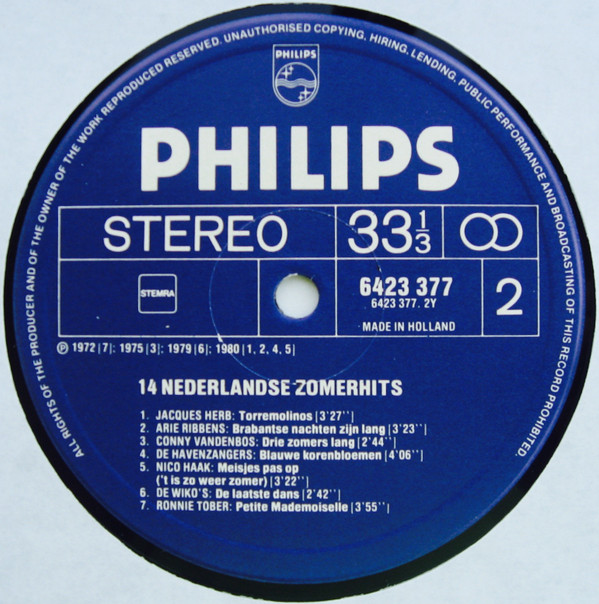 ALL RIGHTS OF THE PRODUCER AND OF THE OWNER OF THE WORK REPRODUCED RESERVED. UNAUTHORISED COPYING, HIRING, LENDING, PUBLIC PERFORMANCE AND BROADCASTING OF THIS RECORD PROHIBITED.
PHILIPS
PHILIPS
STEREO 33 1/3
STEMRA
6423 377
6423 377. 2Y
MADE IN HOLLAND
2
℗ 1972 |7|: 1975 |3|: 1979 |6|: 1980 |1, 2, 4, 5|
14 NEDERLANDSE ZOMERHITS
1. JACQUES HERB: Torremolinos |3'27''|
2. ARIE RIBBENS: Brabantse nachten zijn lang |3'23''|
3. CONNY VANDENBOS: Drie zomers lang |2'44''|
4. DE HAVENZANGERS: Blauwe korenbloemen |4'06''|
5. NICO HAAK: Meisjes pas op
('t is zo weer zomer) |3'22''|
6. DE WIKO'S: De laatste dans |2'42''|
7. RONNIE TOBER: Petite Mademoiselle |3'55''|